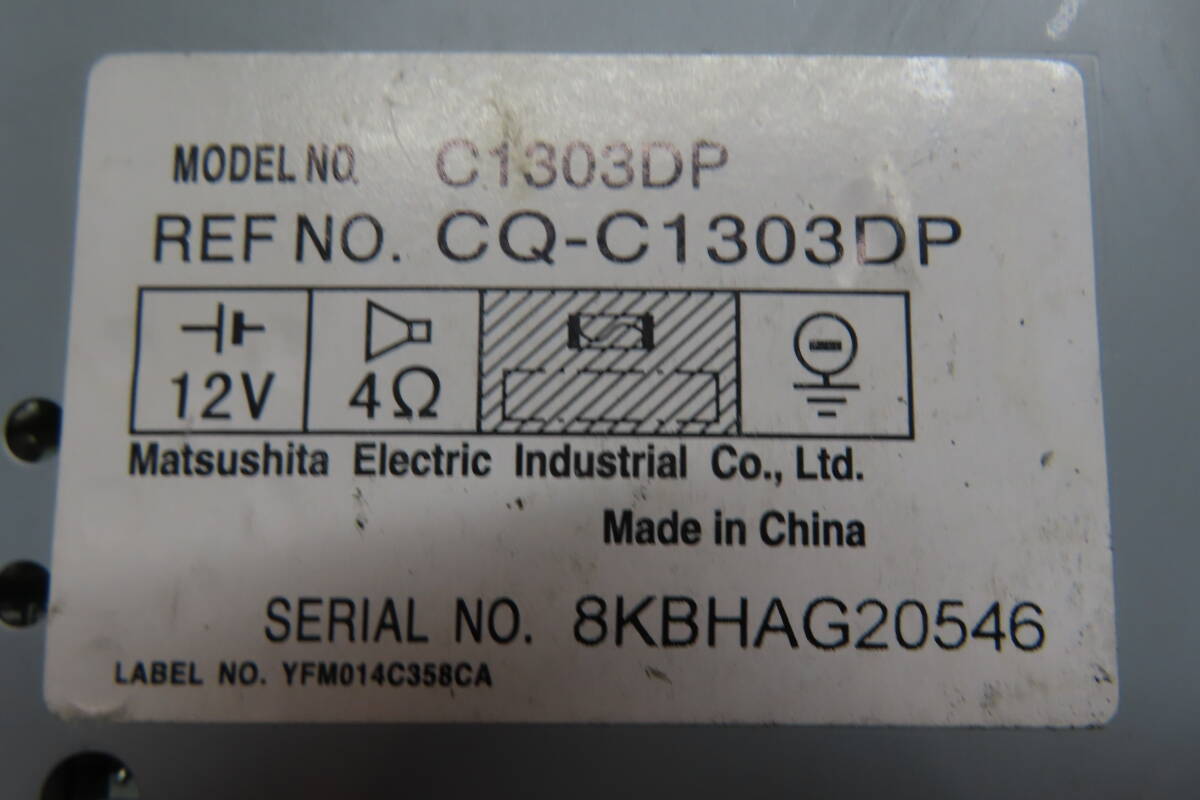 MODEL NO. C1303DP
REF NO. CQ-C1303DP
12V 4Ω
Matsushita Electric Industrial Co., Ltd.
Made in China
SERIAL NO. 8KBHAG20546
LABEL NO. YFM014C358CA